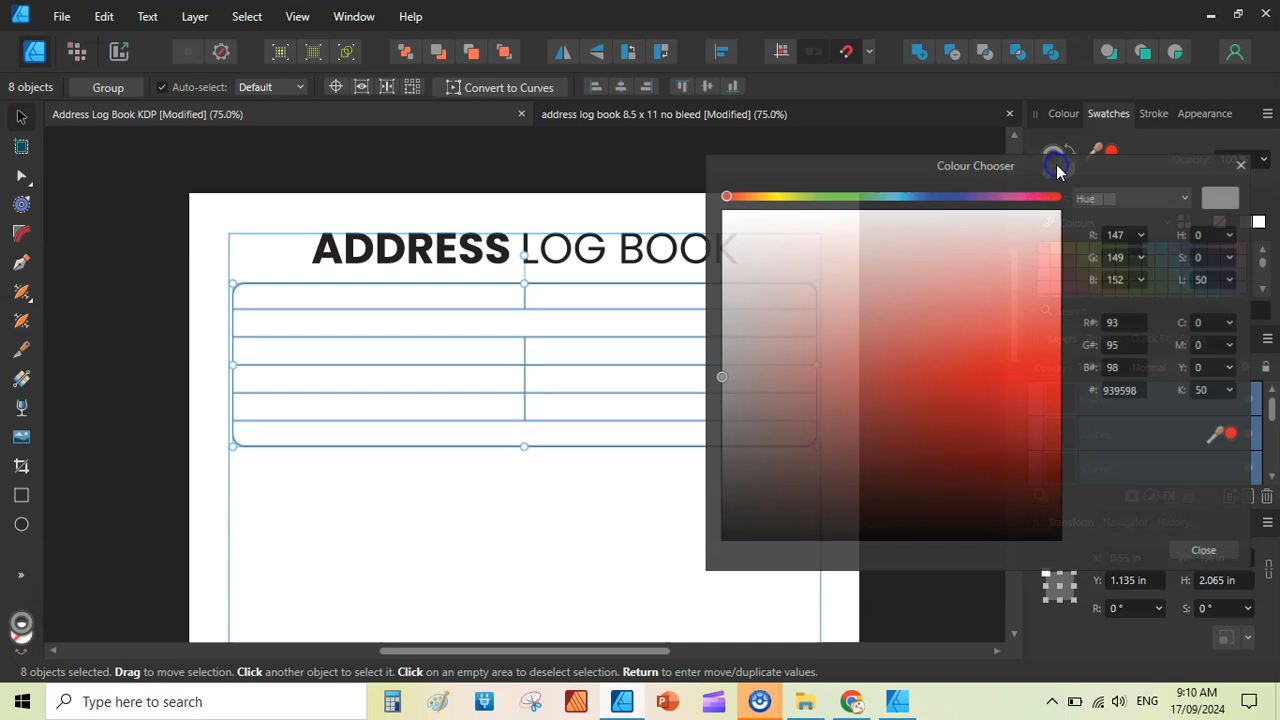 File Edit Text Layer Select View Window Help
8 objects Group Auto-select: Default Convert to Curves
Address Log Book KDP [Modified] (75.0%) address log book 8.5 x 11 no bleed [Modified] (75.0%)
Colour Swatches Stroke Appearance
Colour Chooser
Hue
R: 147 H: 0
G: 149 S: 0
B: 152 L: 50
R#: 93 C: 0
G#: 95 M: 0
B#: 98 Y: 0
#: 939598 K: 50
Close
ADDRESS LOG BOOK
Transform Navigator History
Y: 1.135 in H: 2.065 in
R: 0 ° S: 0 °
8 objects selected. Drag to move selection. Click another object to select it. Click on an empty area to deselect selection. Return to enter move/duplicate values.
Type here to search
ENG
9:10 AM
17/09/2024